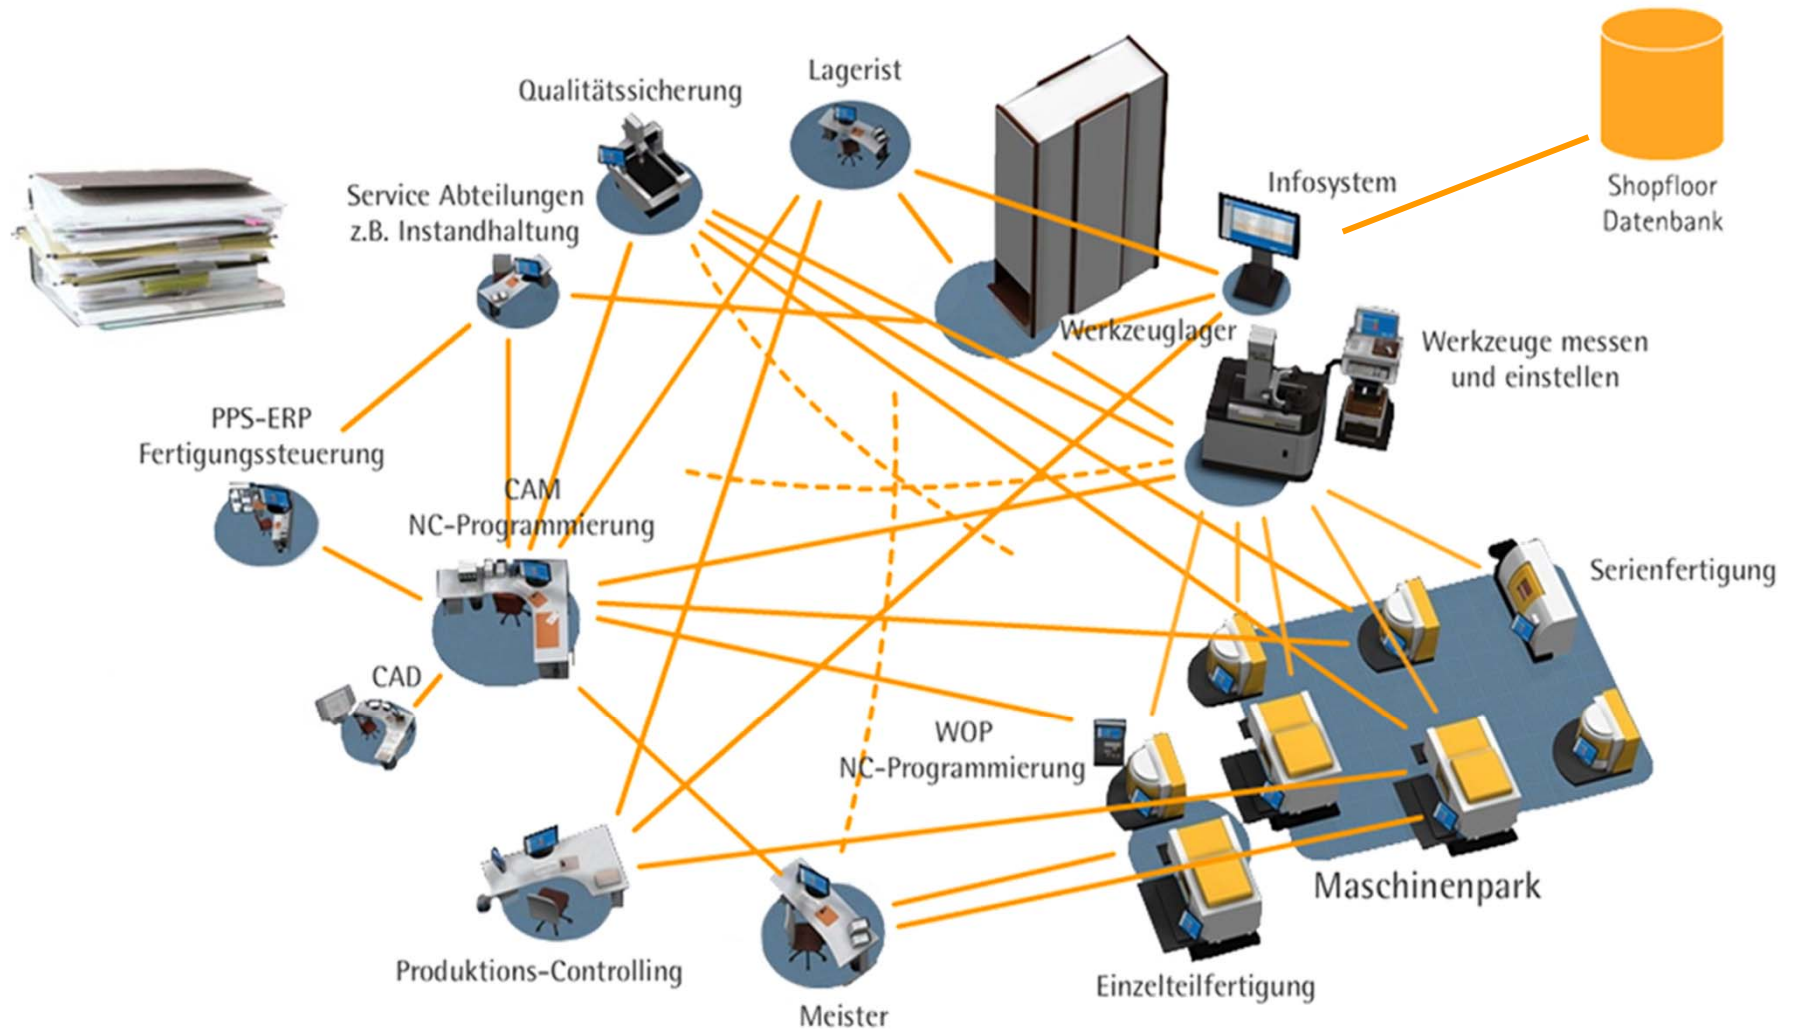 Lagerist
Qualitätssicherung
Infosystem
Shopfloor
Datenbank
Service Abteilungen
z.B. Instandhaltung
Werkzeuglager
Werkzeuge messen
und einstellen
PPS-ERP
Fertigungssteuerung
CAM
NC-Programmierung
Serienfertigung
CAD
WOP
NC-Programmierung
Maschinenpark
Produktions-Controlling
Einzelteilfertigung
Meister